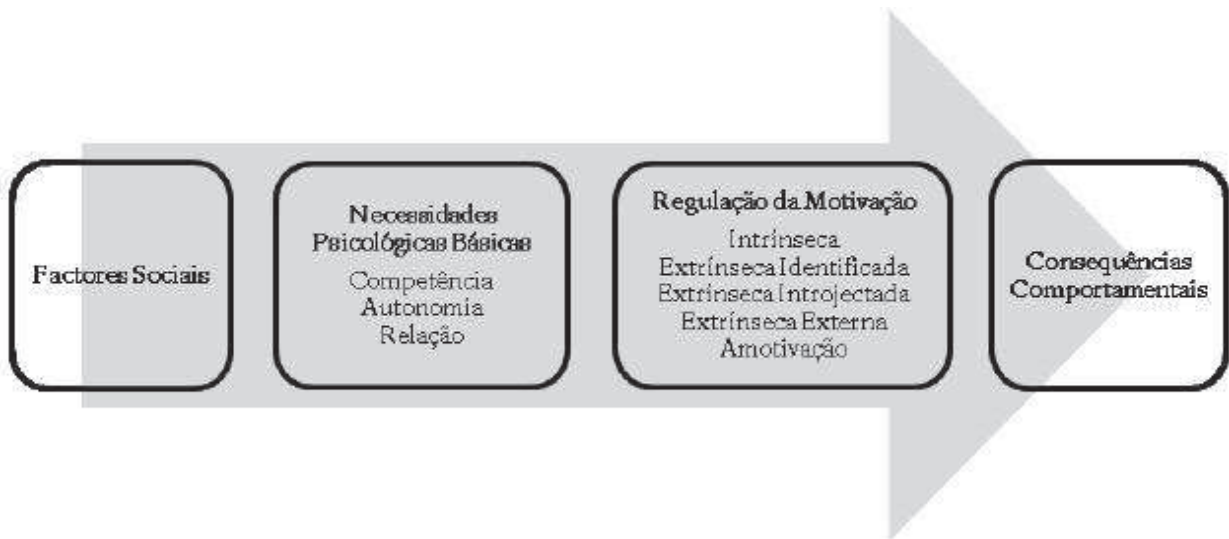 Factores Sociais
Necessidades
Psicológicas Básicas
Competência
Autonomia
Relação
Regulação da Motivação
Intrínseca
Extrínseca Identificada
Extrínseca Introjectada
Extrínseca Externa
Amotivação
Consequências
Comportamentais